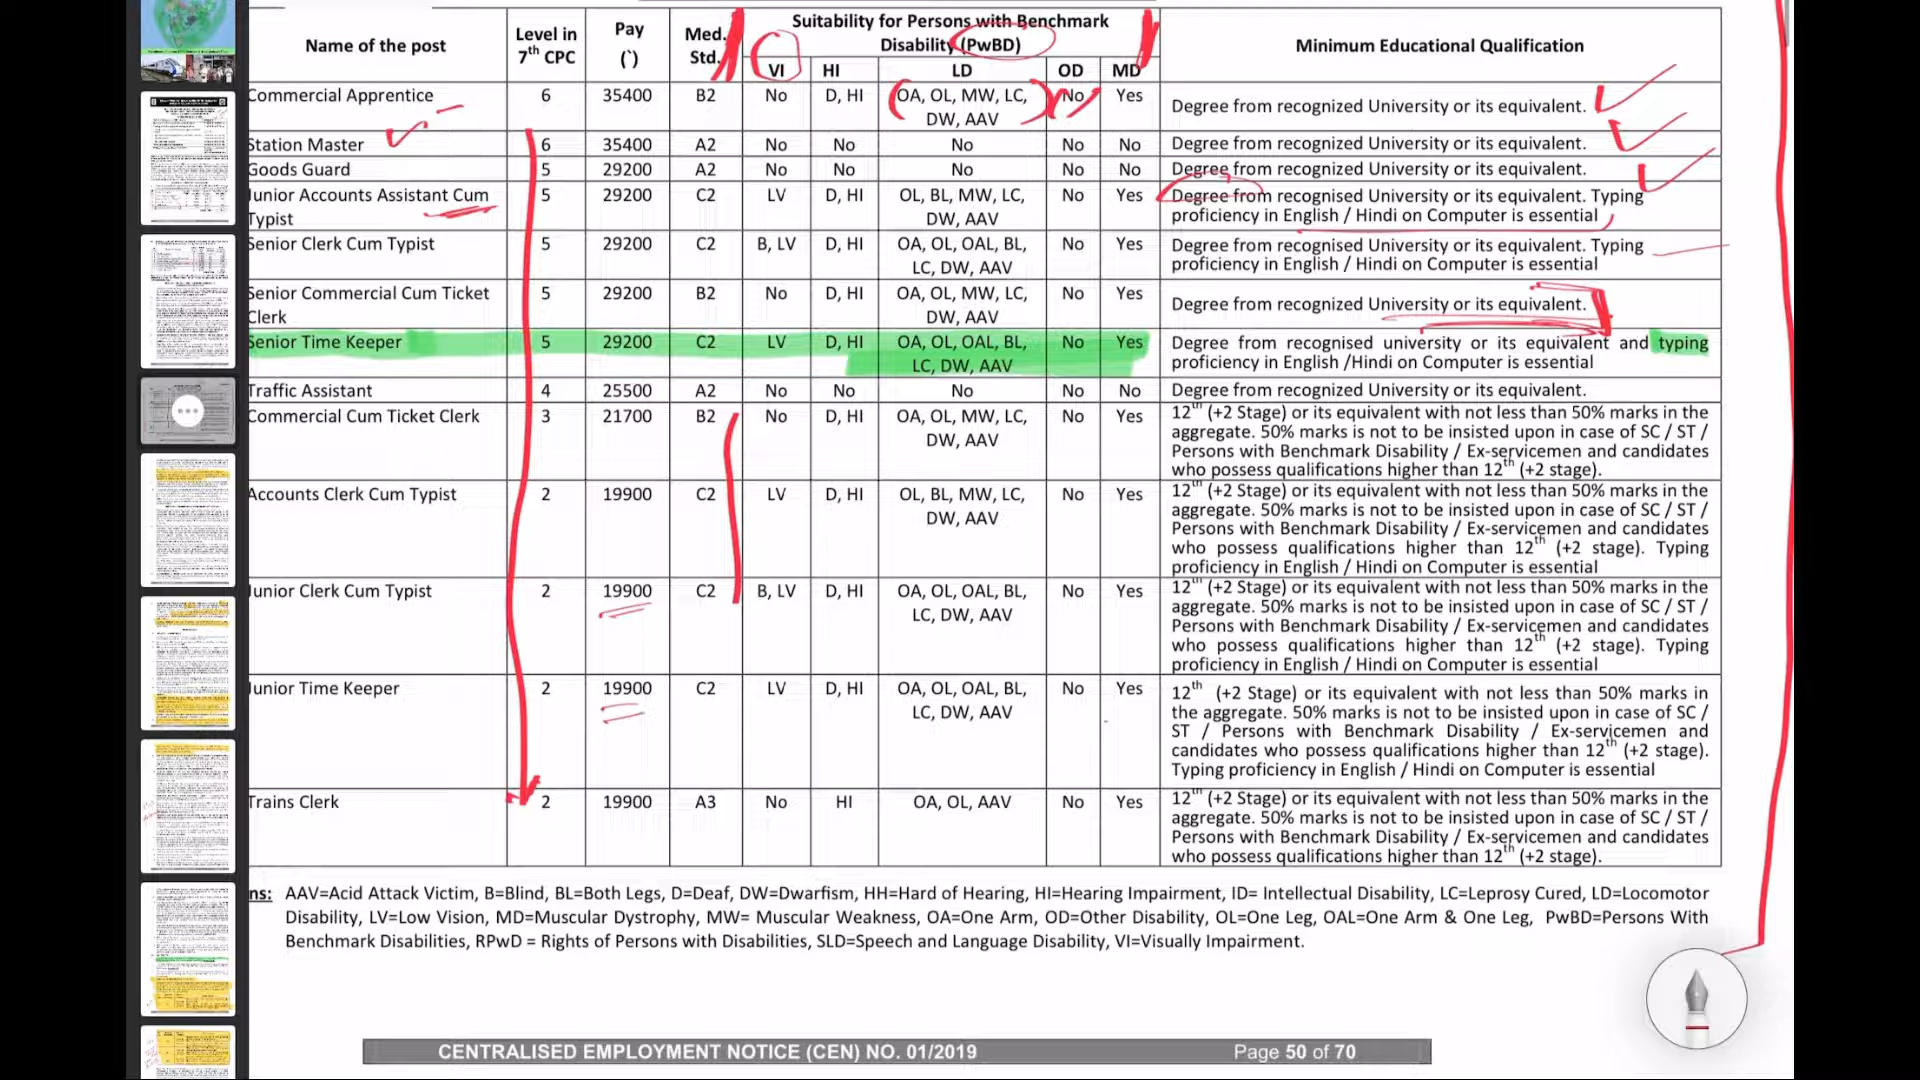 Name of the post
Level in
7th CPC
Pay
(`)
Med.
Std.
Suitability for Persons with Benchmark
Disability (PwBD)
Minimum Educational Qualification
VI HI LD OD MD
Commercial Apprentice 6 35400 B2 No D, HI OA, OL, MW, LC, No Yes Degree from recognized University or its equivalent.
DW, AAV
Station Master 6 35400 A2 No No No No No Degree from recognized University or its equivalent.
Goods Guard 5 29200 A2 No No No No No Degree from recognized University or its equivalent.
Junior Accounts Assistant Cum 5 29200 C2 LV D, HI OL, BL, MW, LC, No Yes Degree from recognised University or its equivalent. Typing
Typist DW, AAV proficiency in English / Hindi on Computer is essential
Senior Clerk Cum Typist 5 29200 C2 B, LV D, HI OA, OL, OAL, BL, No Yes Degree from recognised University or its equivalent. Typing
LC, DW, AAV proficiency in English / Hindi on Computer is essential
Senior Commercial Cum Ticket 5 29200 B2 No D, HI OA, OL, MW, LC, No Yes Degree from recognized University or its equivalent.
Clerk DW, AAV
Senior Time Keeper 5 29200 C2 LV D, HI OA, OL, OAL, BL, No Yes Degree from recognised university or its equivalent and typing
LC, DW, AAV proficiency in English /Hindi on Computer is essential
Traffic Assistant 4 25500 A2 No No No No No Degree from recognized University or its equivalent.
Commercial Cum Ticket Clerk 3 21700 B2 No D, HI OA, OL, MW, LC, No Yes 12th (+2 Stage) or its equivalent with not less than 50% marks in the
DW, AAV aggregate. 50% marks is not to be insisted upon in case of SC / ST /
Persons with Benchmark Disability / Ex-servicemen and candidates
who possess qualifications higher than 12th (+2 stage).
Accounts Clerk Cum Typist 2 19900 C2 LV D, HI OL, BL, MW, LC, No Yes 12th (+2 Stage) or its equivalent with not less than 50% marks in the
DW, AAV aggregate. 50% marks is not to be insisted upon in case of SC / ST /
Persons with Benchmark Disability / Ex-servicemen and candidates
who possess qualifications higher than 12th (+2 stage). Typing
proficiency in English / Hindi on Computer is essential
Junior Clerk Cum Typist 2 19900 C2 B, LV D, HI OA, OL, OAL, BL, No Yes 12th (+2 Stage) or its equivalent with not less than 50% marks in the
LC, DW, AAV aggregate. 50% marks is not to be insisted upon in case of SC / ST /
Persons with Benchmark Disability / Ex-servicemen and candidates
who possess qualifications higher than 12th (+2 stage). Typing
proficiency in English / Hindi on Computer is essential
Junior Time Keeper 2 19900 C2 LV D, HI OA, OL, OAL, BL, No Yes 12th (+2 Stage) or its equivalent with not less than 50% marks in
LC, DW, AAV the aggregate. 50% marks is not to be insisted upon in case of SC /
ST / Persons with Benchmark Disability / Ex-servicemen and
candidates who possess qualifications higher than 12th (+2 stage).
Typing proficiency in English / Hindi on Computer is essential
Trains Clerk 2 19900 A3 No HI OA, OL, AAV No Yes 12th (+2 Stage) or its equivalent with not less than 50% marks in the
aggregate. 50% marks is not to be insisted upon in case of SC / ST /
Persons with Benchmark Disability / Ex-servicemen and candidates
who possess qualifications higher than 12th (+2 stage).
ns: AAV=Acid Attack Victim, B=Blind, BL=Both Legs, D=Deaf, DW=Dwarfism, HH=Hard of Hearing, HI=Hearing Impairment, ID= Intellectual Disability, LC=Leprosy Cured, LD=Locomotor
Disability, LV=Low Vision, MD=Muscular Dystrophy, MW= Muscular Weakness, OA=One Arm, OD=Other Disability, OL=One Leg, OAL=One Arm & One Leg, PwBD=Persons With
Benchmark Disabilities, RPwD = Rights of Persons with Disabilities, SLD=Speech and Language Disability, VI=Visually Impairment.
CENTRALISED EMPLOYMENT NOTICE (CEN) NO. 01/2019 Page 50 of 70